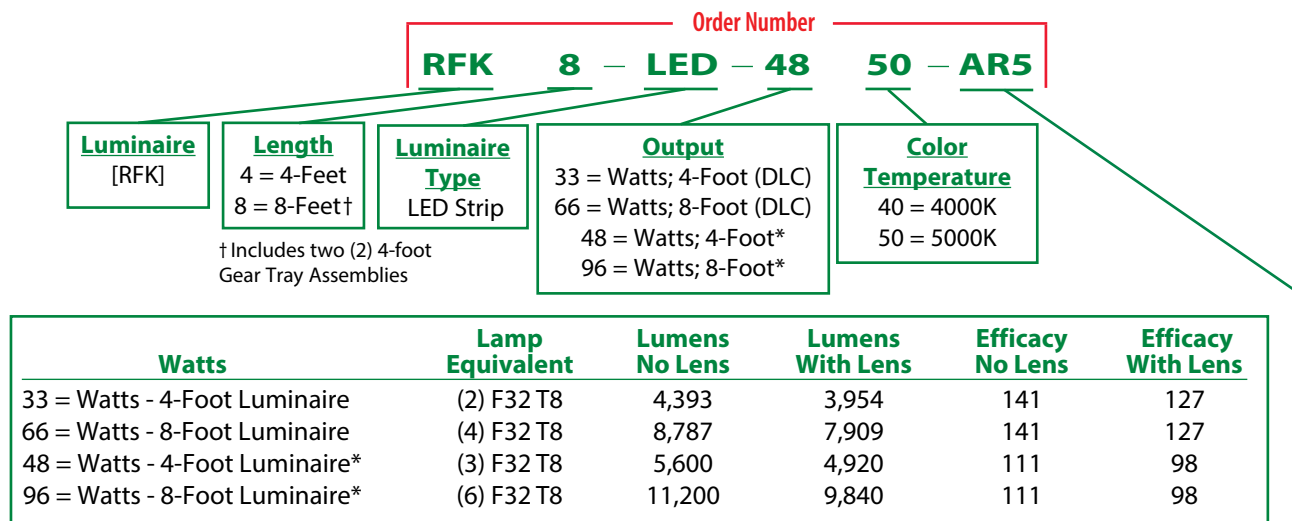 Order Number
RFK 8 – LED – 48 50 – AR5
Luminaire
[RFK]
Length
4 = 4-Feet
8 = 8-Feet†
† Includes two (2) 4-foot
Gear Tray Assemblies
Luminaire
Type
LED Strip
Output
33 = Watts; 4-Foot (DLC)
66 = Watts; 8-Foot (DLC)
48 = Watts; 4-Foot*
96 = Watts; 8-Foot*
Color
Temperature
40 = 4000K
50 = 5000K
Watts Lamp Equivalent Lumens No Lens Lumens With Lens Efficacy No Lens Efficacy With Lens
33 = Watts - 4-Foot Luminaire (2) F32 T8 4,393 3,954 141 127
66 = Watts - 8-Foot Luminaire (4) F32 T8 8,787 7,909 141 127
48 = Watts - 4-Foot Luminaire* (3) F32 T8 5,600 4,920 111 98
96 = Watts - 8-Foot Luminaire* (6) F32 T8 11,200 9,840 111 98